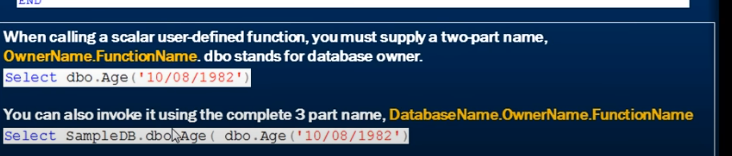 END
When calling a scalar user-defined function, you must supply a two-part name,
OwnerName.FunctionName. dbo stands for database owner.
Select dbo.Age('10/08/1982')
You can also invoke it using the complete 3 part name, DatabaseName.OwnerName.FunctionName
Select SampleDB.dbo.Age( dbo.Age('10/08/1982')